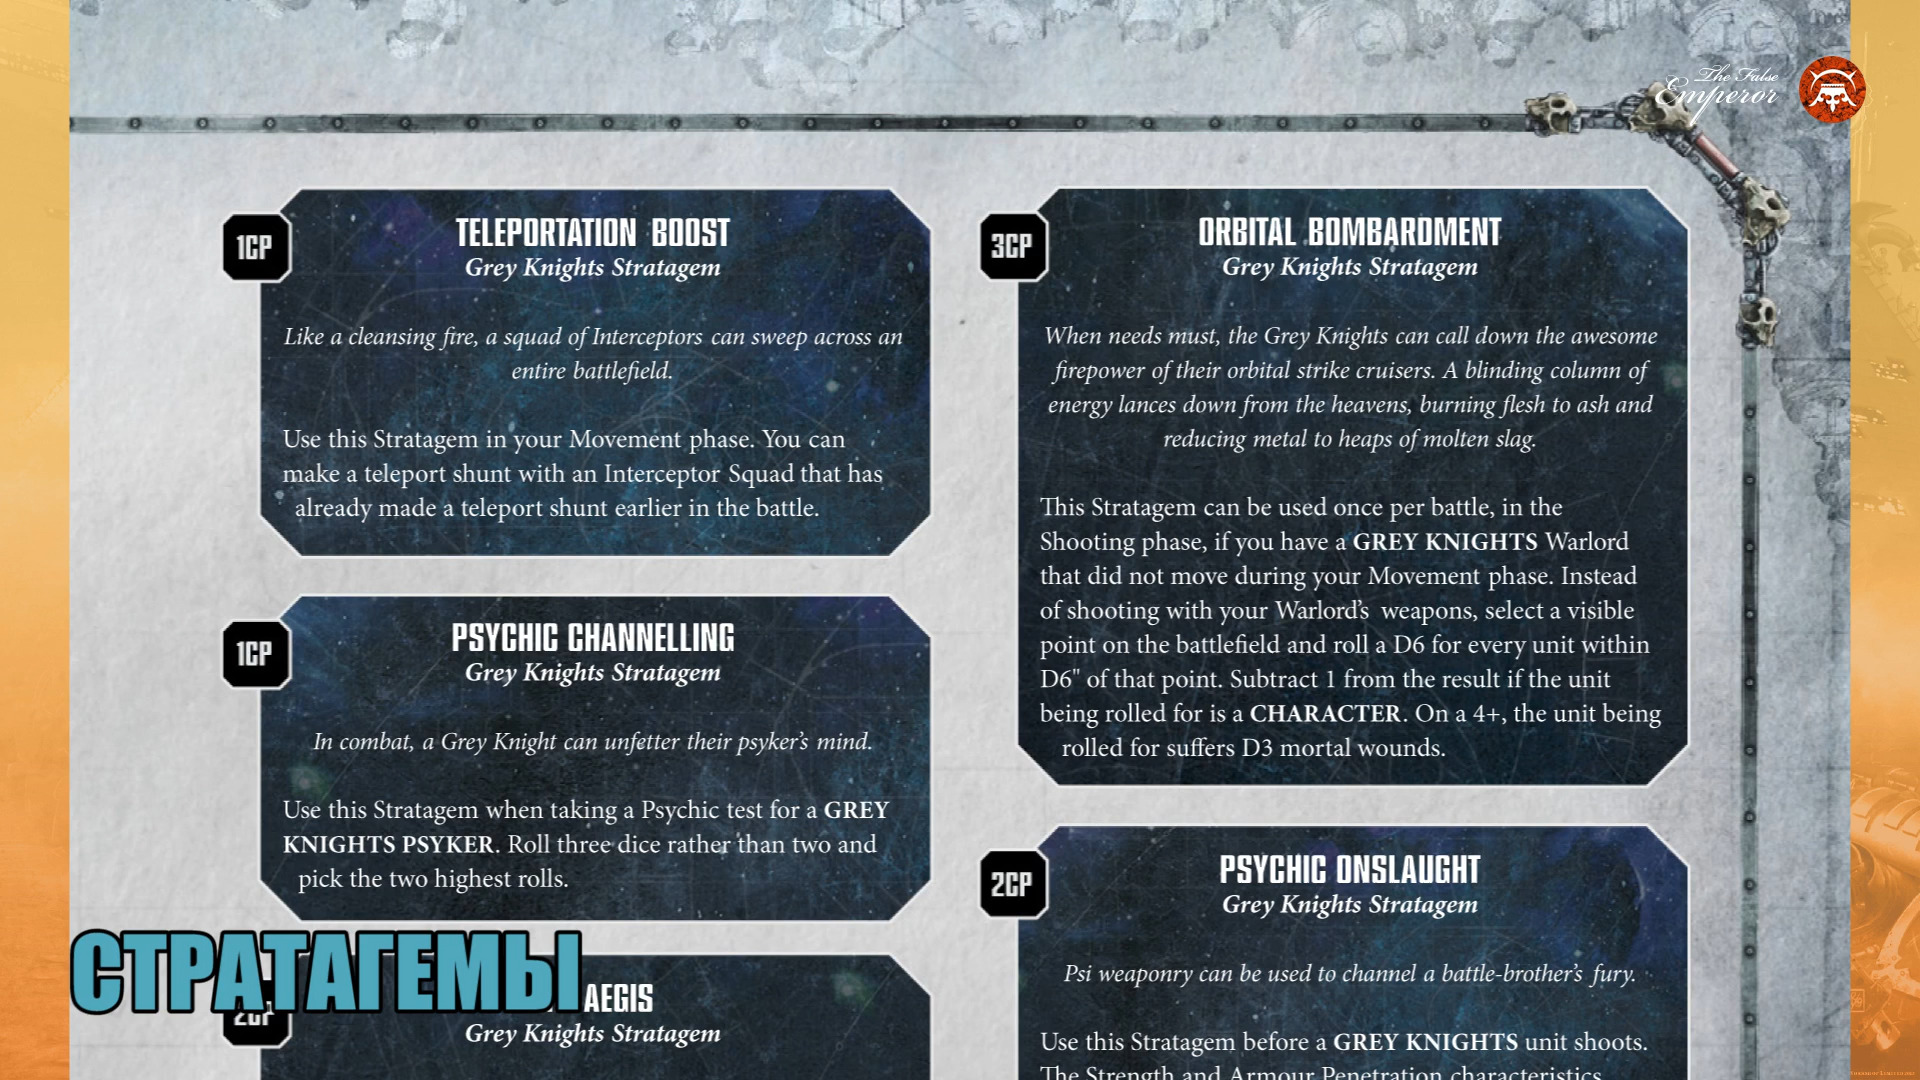 The False
Emperor
1CP
TELEPORTATION BOOST
Grey Knights Stratagem
Like a cleansing fire, a squad of Interceptors can sweep across an
entire battlefield.
Use this Stratagem in your Movement phase. You can
make a teleport shunt with an Interceptor Squad that has
already made a teleport shunt earlier in the battle.
1CP
PSYCHIC CHANNELLING
Grey Knights Stratagem
In combat, a Grey Knight can unfetter their psyker's mind.
Use this Stratagem when taking a Psychic test for a GREY
KNIGHTS PSYKER. Roll three dice rather than two and
pick the two highest rolls.
СТРАТАГЕМЫ
2CP
AEGIS
Grey Knights Stratagem
3CP
ORBITAL BOMBARDMENT
Grey Knights Stratagem
When needs must, the Grey Knights can call down the awesome
firepower of their orbital strike cruisers. A blinding column of
energy lances down from the heavens, burning flesh to ash and
reducing metal to heaps of molten slag.
This Stratagem can be used once per battle, in the
Shooting phase, if you have a GREY KNIGHTS Warlord
that did not move during your Movement phase. Instead
of shooting with your Warlord's weapons, select a visible
point on the battlefield and roll a D6 for every unit within
D6" of that point. Subtract 1 from the result if the unit
being rolled for is a CHARACTER. On a 4+, the unit being
rolled for suffers D3 mortal wounds.
2CP
PSYCHIC ONSLAUGHT
Grey Knights Stratagem
Psi weaponry can be used to channel a battle-brother's fury.
Use this Stratagem before a GREY KNIGHTS unit shoots.
The Strength and Armour Penetration characteristics